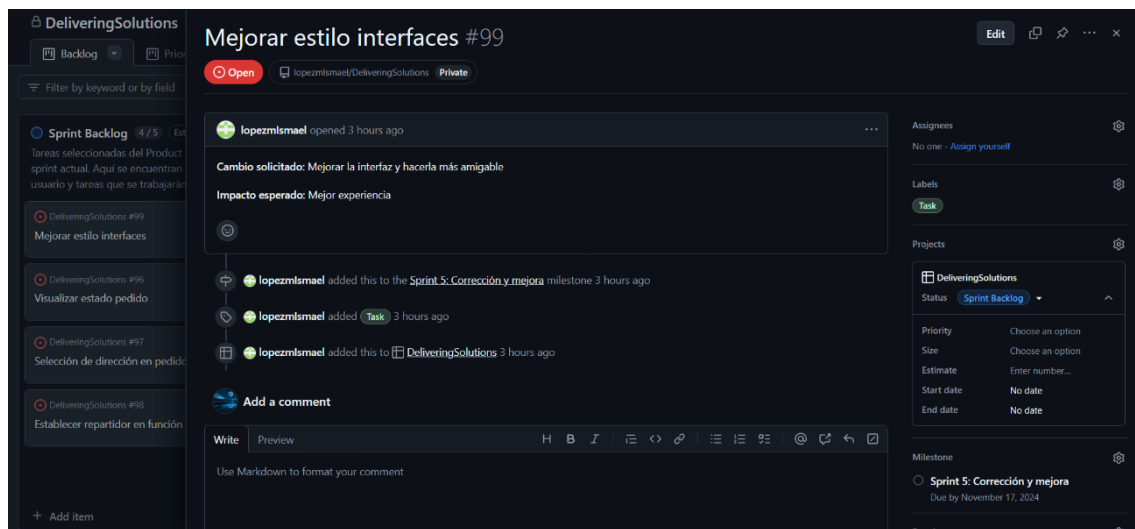 DeliveringSolutions
Backlog
Prior
Filter by keyword or by field
Sprint Backlog 4 / 5 Est
Tareas seleccionadas del Product
sprint actual. Aquí se encuentran
usuario y tareas que se trabajarán
DeliveringSolutions #99
Mejorar estilo interfaces
DeliveringSolutions #96
Visualizar estado pedido
DeliveringSolutions #97
Selección de dirección en pedido
DeliveringSolutions #98
Establecer repartidor en función
+ Add item
Mejorar estilo interfaces #99
Edit
Open
lopezmIsmael/DeliveringSolutions Private
lopezmIsmael opened 3 hours ago
Cambio solicitado: Mejorar la interfaz y hacerla más amigable
Impacto esperado: Mejor experiencia
lopezmIsmael added this to the Sprint 5: Corrección y mejora milestone 3 hours ago
lopezmIsmael added Task 3 hours ago
lopezmIsmael added this to DeliveringSolutions 3 hours ago
Add a comment
Write Preview
Use Markdown to format your comment
Assignees
No one - Assign yourself
Labels
Task
Projects
DeliveringSolutions
Status Sprint Backlog
Priority Choose an option
Size Choose an option
Estimate Enter number...
Start date No date
End date No date
Milestone
Sprint 5: Corrección y mejora
Due by November 17, 2024